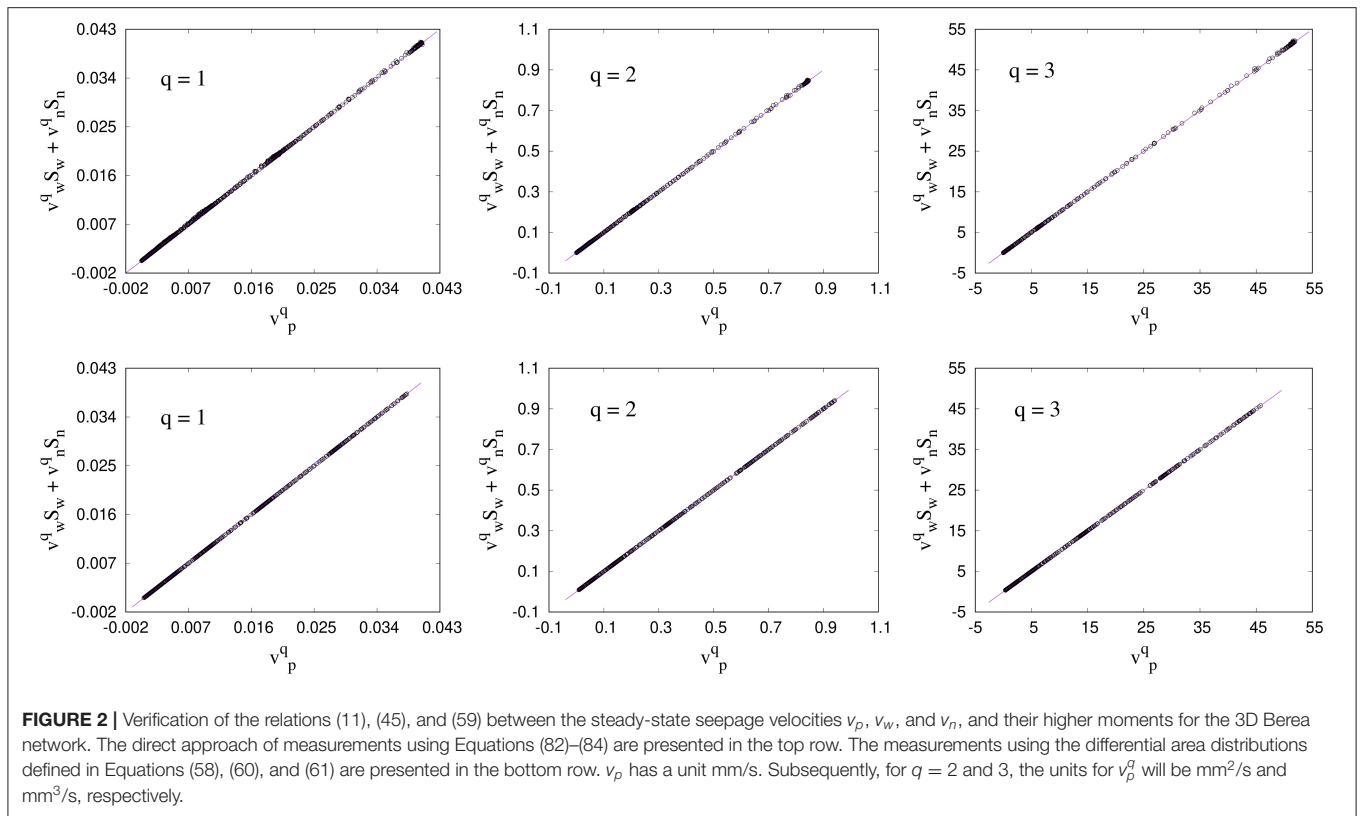 0.043
0.034
0.025
0.016
0.007
-0.002
-0.002 0.007 0.016 0.025 0.034 0.043
v^q_w S_w + v^q_n S_n
q = 1
v^q_p
1.1
0.9
0.7
0.5
0.3
0.1
-0.1
-0.1 0.1 0.3 0.5 0.7 0.9 1.1
v^q_w S_w + v^q_n S_n
q = 2
v^q_p
55
45
35
25
15
5
-5
-5 5 15 25 35 45 55
v^q_w S_w + v^q_n S_n
q = 3
v^q_p
0.043
0.034
0.025
0.016
0.007
-0.002
-0.002 0.007 0.016 0.025 0.034 0.043
v^q_w S_w + v^q_n S_n
q = 1
v^q_p
1.1
0.9
0.7
0.5
0.3
0.1
-0.1
-0.1 0.1 0.3 0.5 0.7 0.9 1.1
v^q_w S_w + v^q_n S_n
q = 2
v^q_p
55
45
35
25
15
5
-5
-5 5 15 25 35 45 55
v^q_w S_w + v^q_n S_n
q = 3
v^q_p
FIGURE 2 | Verification of the relations (11), (45), and (59) between the steady-state seepage velocities v_p, v_w, and v_n, and their higher moments for the 3D Berea
network. The direct approach of measurements using Equations (82)–(84) are presented in the top row. The measurements using the differential area distributions
defined in Equations (58), (60), and (61) are presented in the bottom row. v_p has a unit mm/s. Subsequently, for q = 2 and 3, the units for v^q_p will be mm²/s and
mm³/s, respectively.